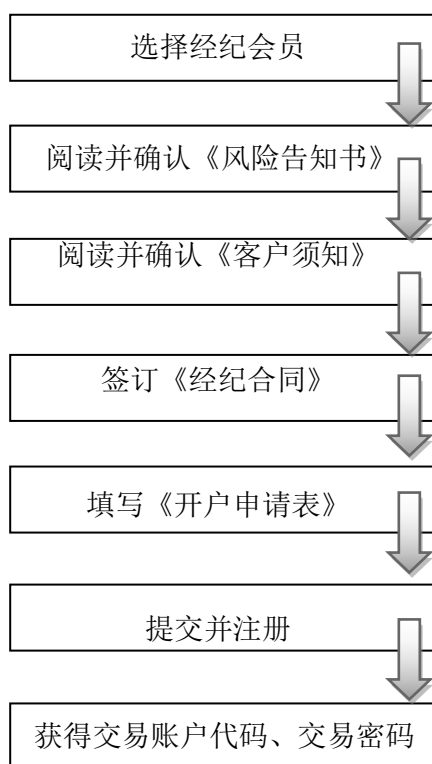 选择经纪会员
阅读并确认《风险告知书》
阅读并确认《客户须知》
签订《经纪合同》
填写《开户申请表》
提交并注册
获得交易账户代码、交易密码